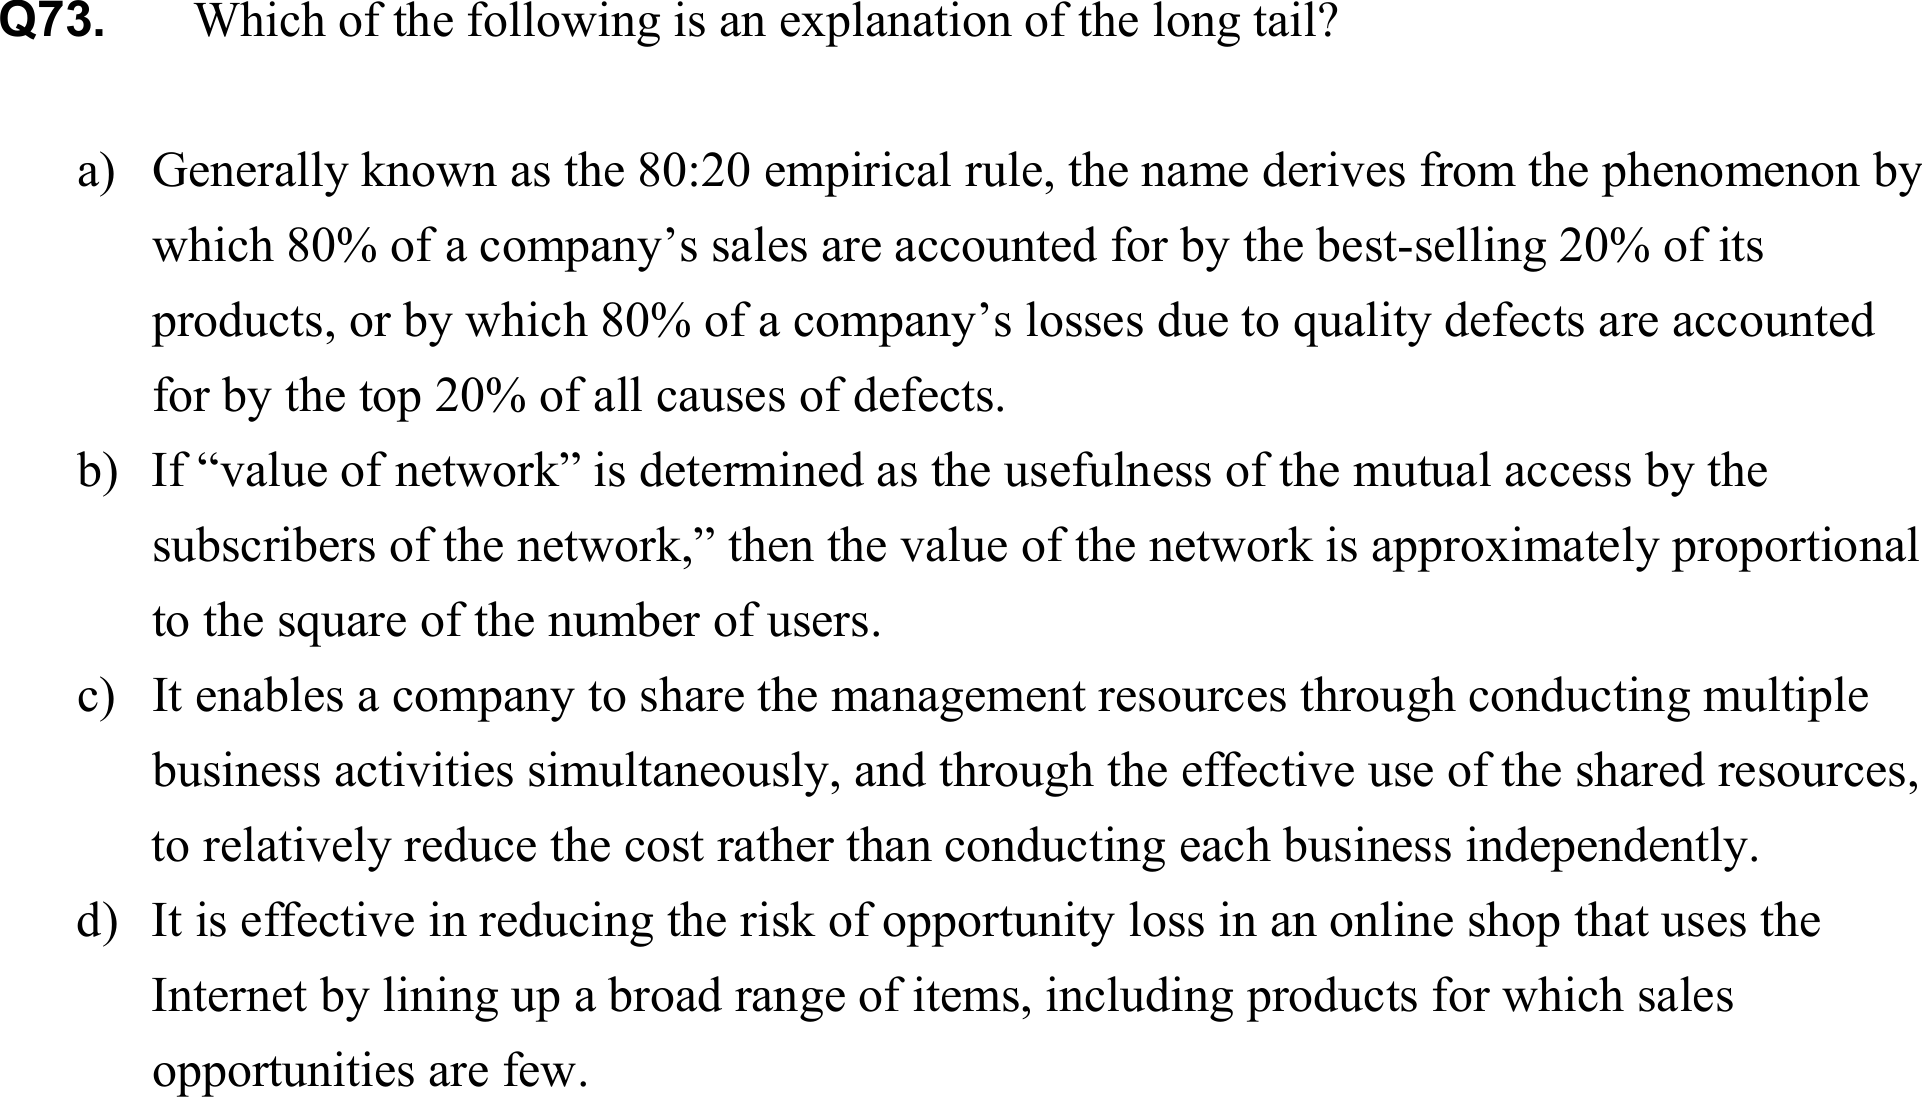 Q73. Which of the following is an explanation of the long tail?
a) Generally known as the 80:20 empirical rule, the name derives from the phenomenon by
which 80% of a company’s sales are accounted for by the best-selling 20% of its
products, or by which 80% of a company’s losses due to quality defects are accounted
for by the top 20% of all causes of defects.
b) If “value of network” is determined as the usefulness of the mutual access by the
subscribers of the network,” then the value of the network is approximately proportional
to the square of the number of users.
c) It enables a company to share the management resources through conducting multiple
business activities simultaneously, and through the effective use of the shared resources,
to relatively reduce the cost rather than conducting each business independently.
d) It is effective in reducing the risk of opportunity loss in an online shop that uses the
Internet by lining up a broad range of items, including products for which sales
opportunities are few.